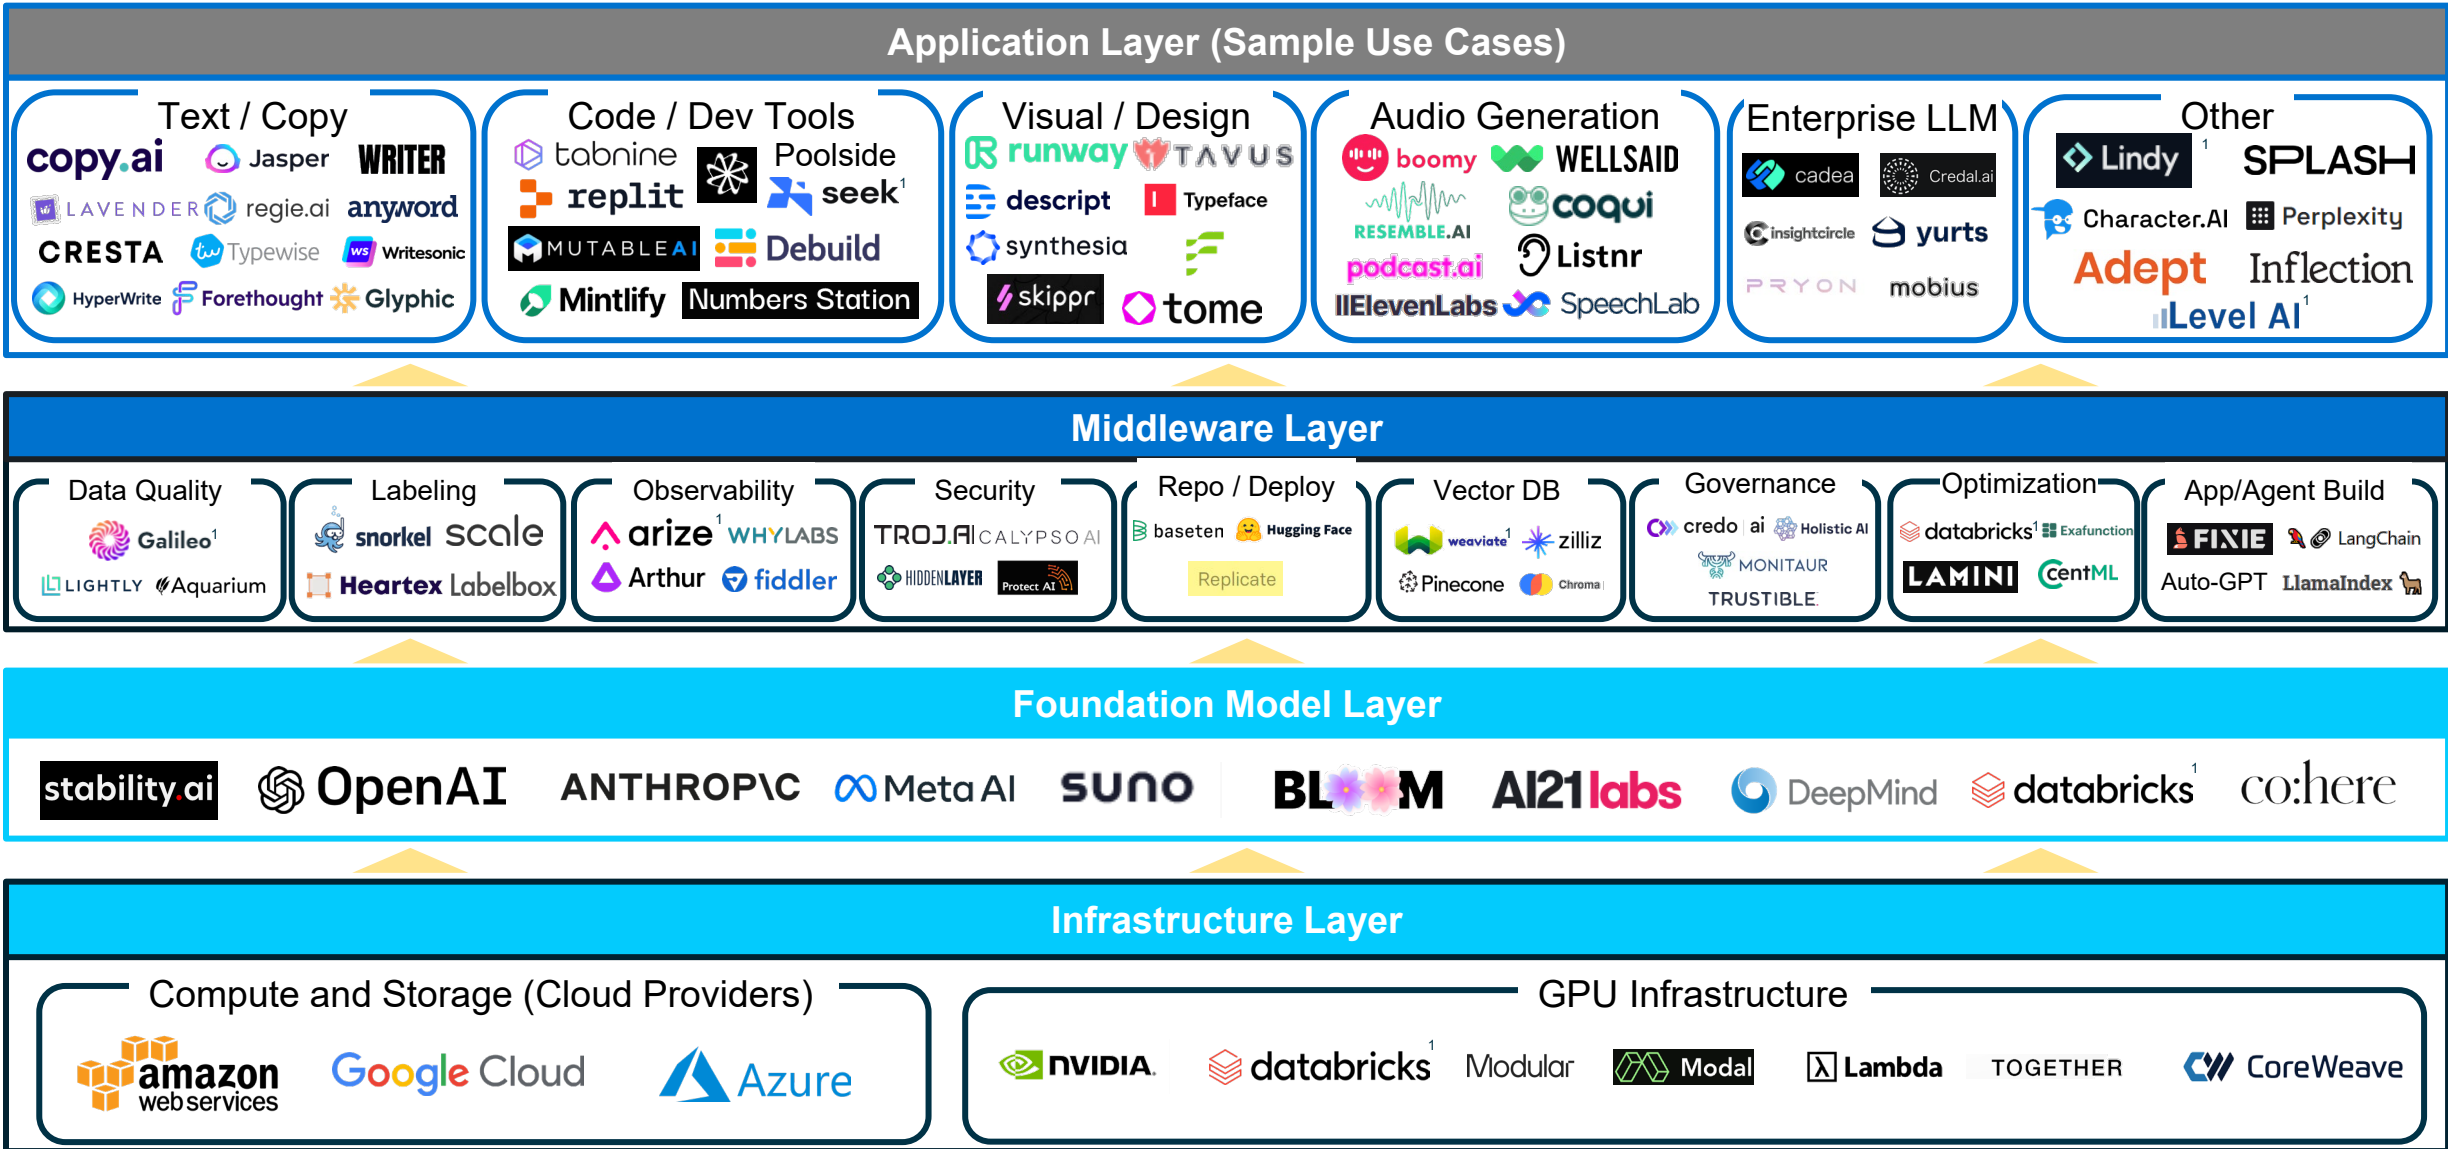 Application Layer (Sample Use Cases)
Text / Copy
copy.ai Jasper WRITER
LAVENDER regie.ai anyword
CRESTA Typewise WS Writesonic
HyperWrite Forethought Glyphic
Code / Dev Tools
tabnine Poolside
replit seek1
MUTABLEAI Debuild
Mintlify Numbers Station
Visual / Design
runway TAVUS
descript Typeface
synthesia
skippr tome
Audio Generation
boomy WELLSAID
RESEMBLE.AI coqui
podcast.ai Listnr
IIElevenLabs SpeechLab
Enterprise LLM
cadea Credal.ai
insightcircle yurts
PRYON mobius
Other
Lindy1 SPLASH
Character.AI Perplexity
Adept Inflection
Level AI1
Middleware Layer
Data Quality
Galileo1
LIGHTLY Aquarium
Labeling
snorkel scale
Heartex Labelbox
Observability
arize1 WHYLABS
Arthur fiddler
Security
TROJ.AI CALYPSOAI
HIDDENLAYER Protect AI
Repo / Deploy
baseten Hugging Face
Replicate
Vector DB
weaviate1 zilliz
Pinecone Chroma
Governance
credo ai Holistic AI
MONITAUR
TRUSTIBLE
Optimization
databricks1 Exafunction
LAMINI CentML
App/Agent Build
FIXIE LangChain
Auto-GPT LlamaIndex
Foundation Model Layer
stability.ai OpenAI ANTHROP\C Meta AI SUNO BLOOM AI21labs DeepMind databricks1 co:here
Infrastructure Layer
Compute and Storage (Cloud Providers)
amazon
webservices
Google Cloud
Azure
GPU Infrastructure
NVIDIA. databricks1 Modular Modal Lambda TOGETHER CoreWeave